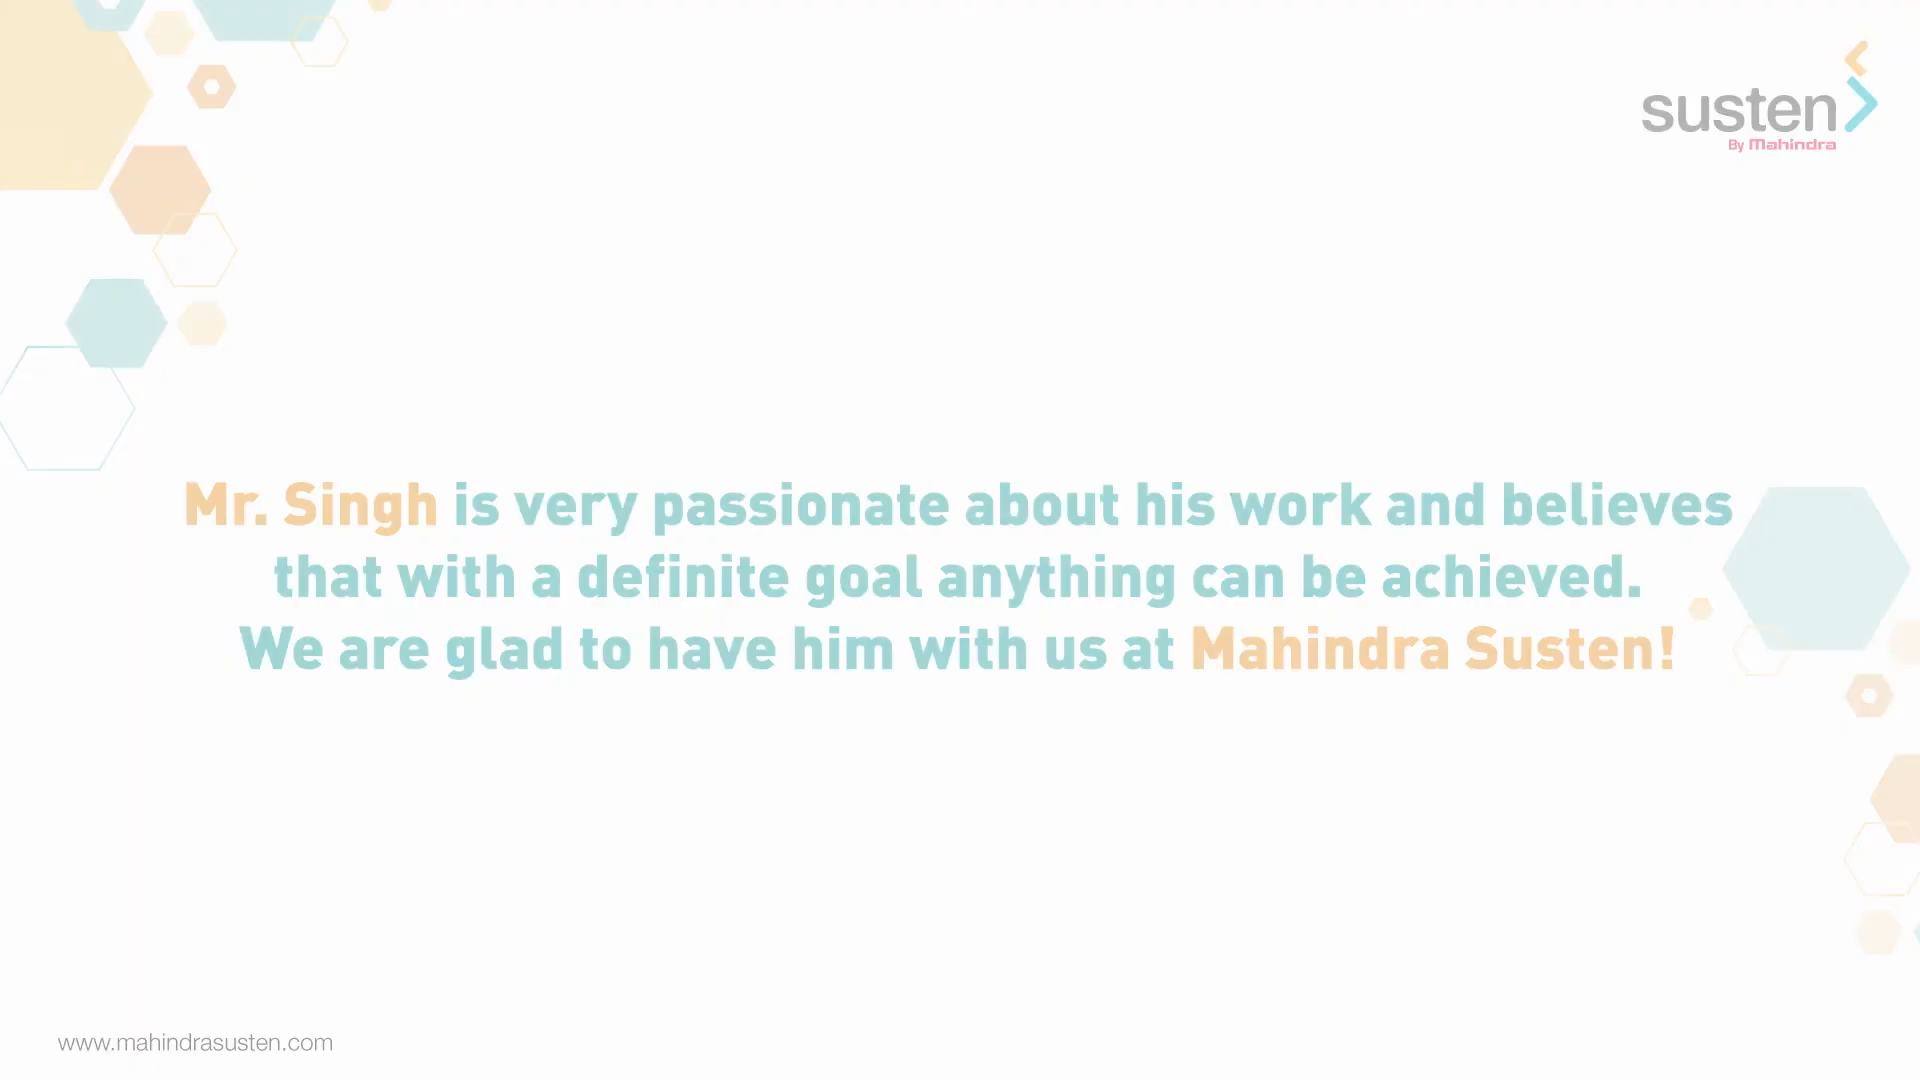 susten
By Mahindra
Mr. Singh is very passionate about his work and believes
that with a definite goal anything can be achieved.
We are glad to have him with us at Mahindra Susten!
www.mahindrasusten.com